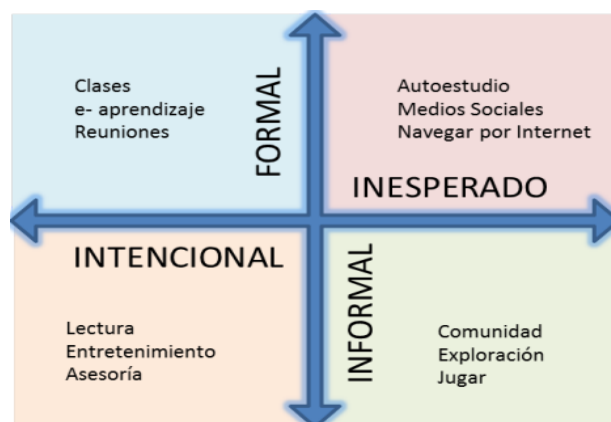 Clases
e- aprendizaje
Reuniones
FORMAL
Autoestudio
Medios Sociales
Navegar por Internet
INESPERADO
INTENCIONAL
Lectura
Entretenimiento
Asesoría
INFORMAL
Comunidad
Exploración
Jugar